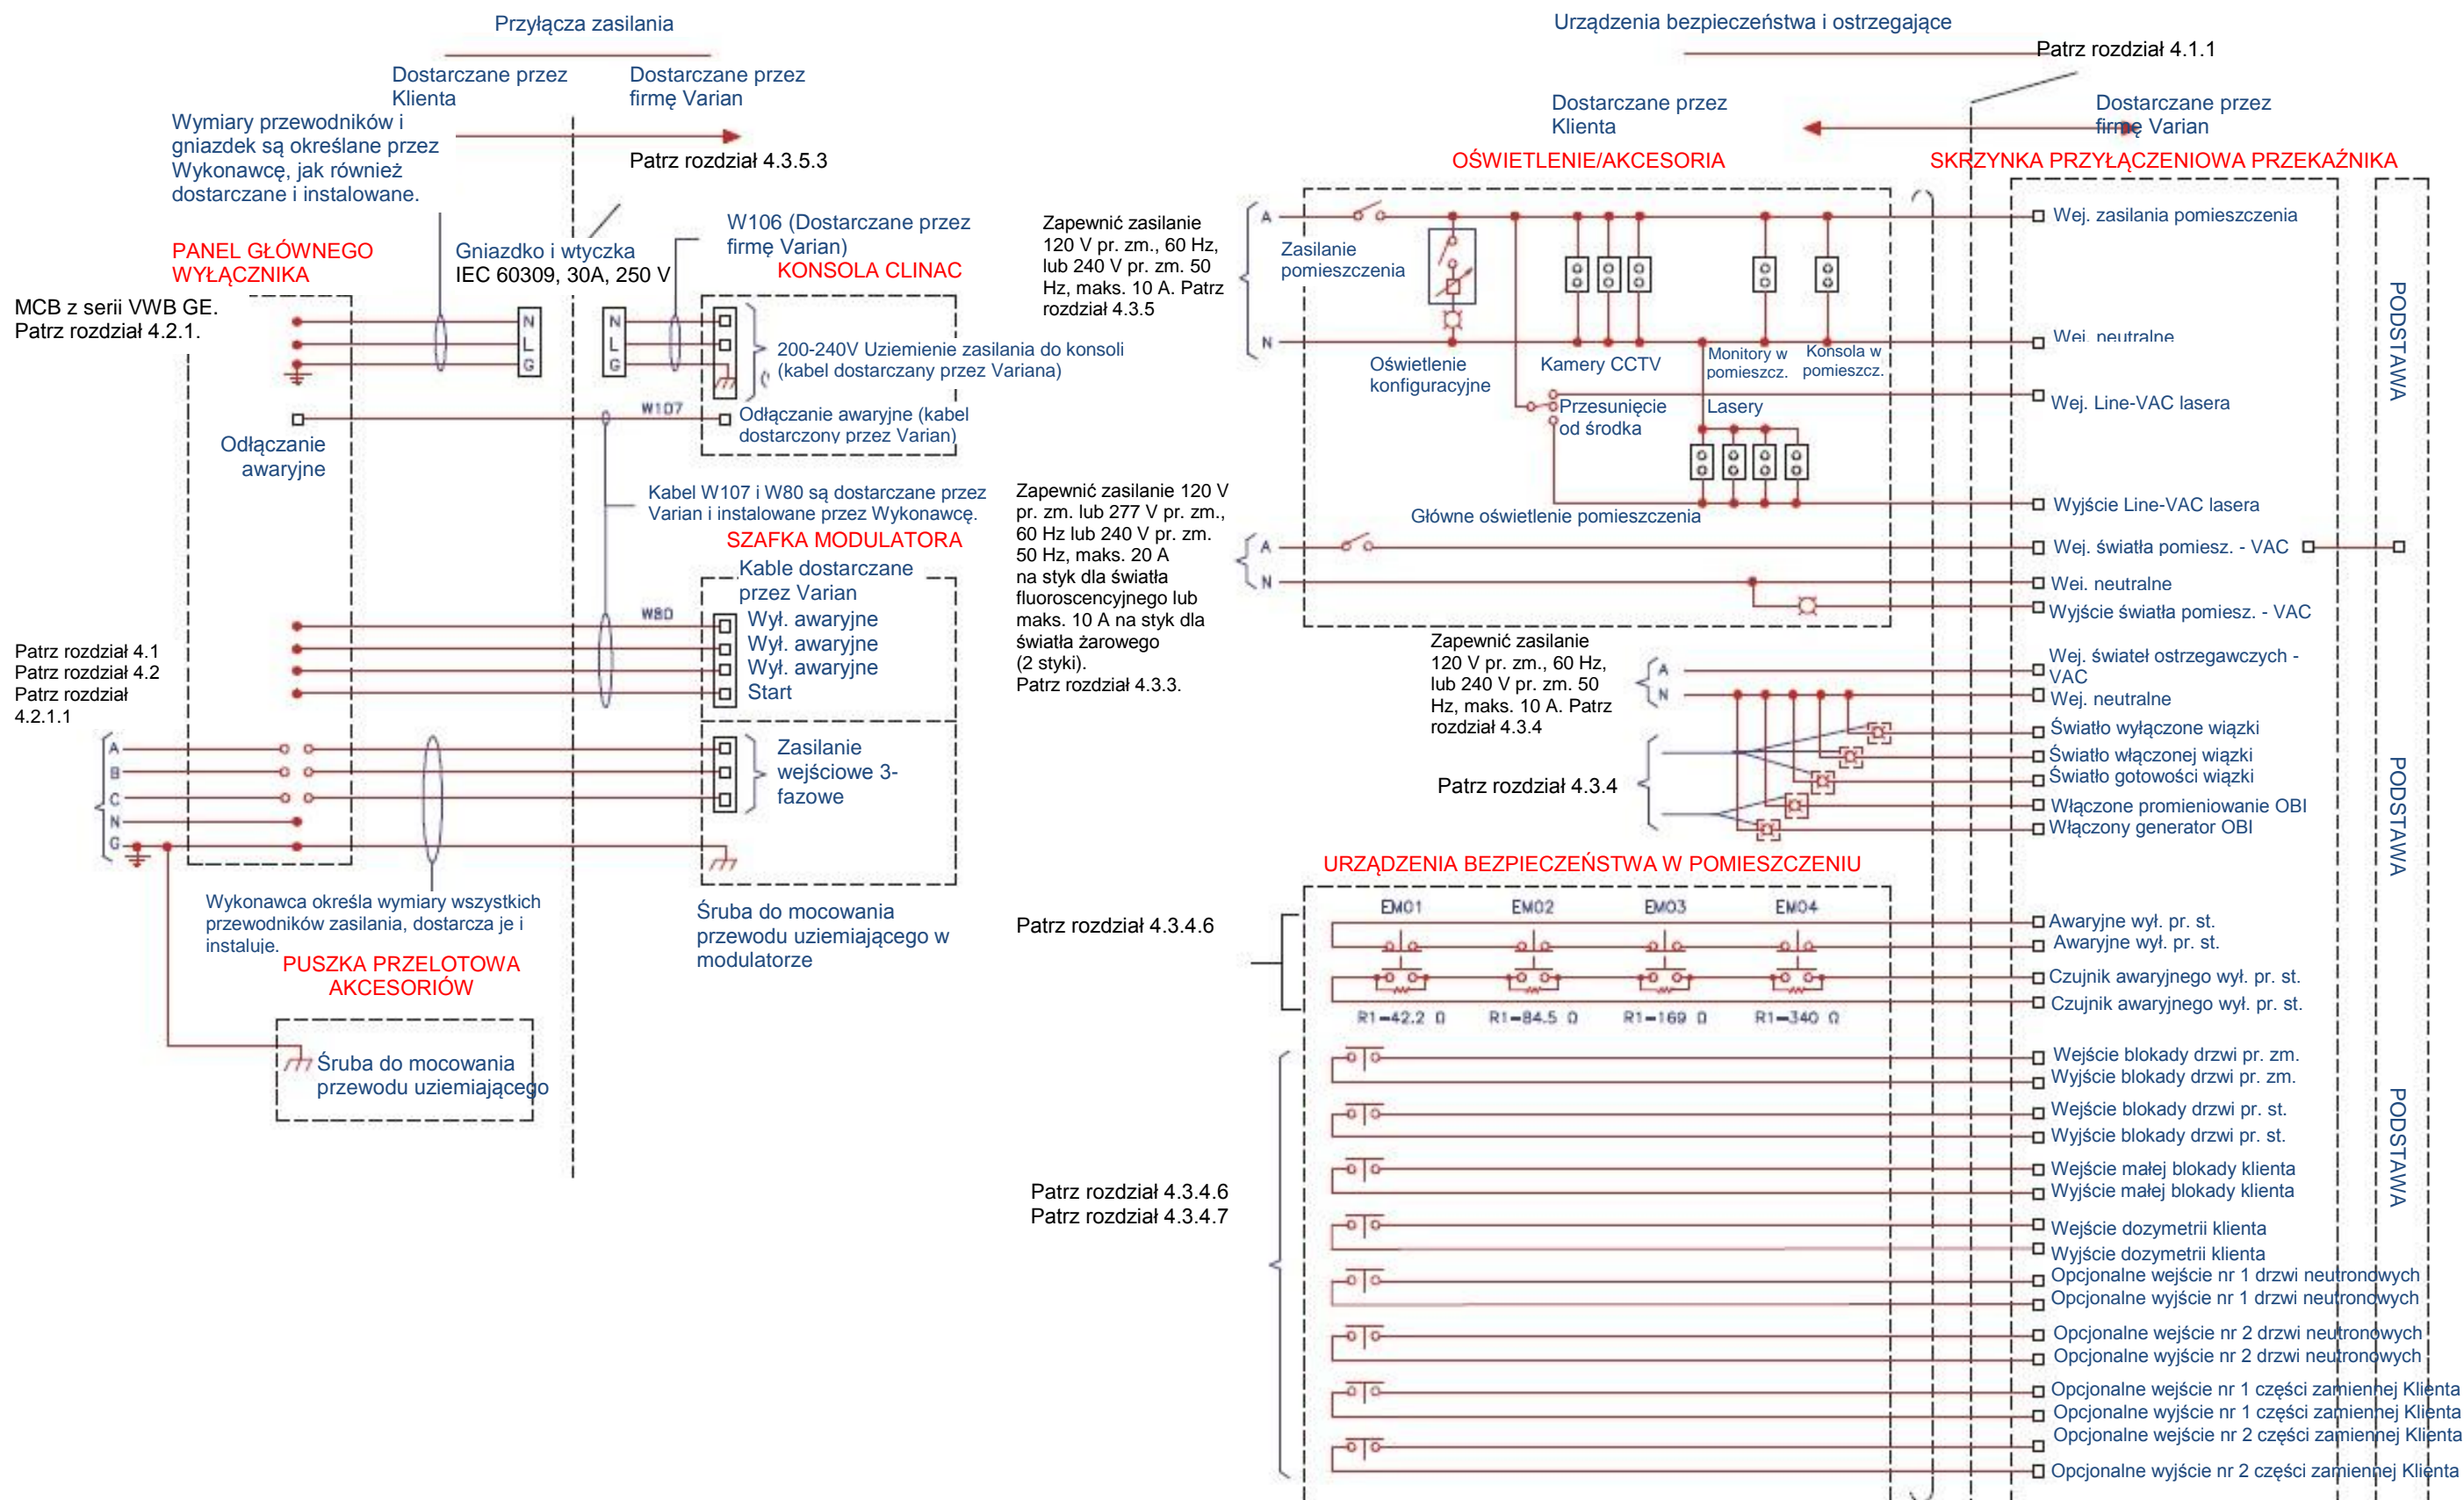 Przyłącza zasilania
Dostarczane przez
Klienta
Dostarczane przez
firmę Varian
Wymiary przewodników i
gniazdek są określane przez
Wykonawcę, jak również
dostarczane i instalowane.
Patrz rozdział 4.3.5.3
PANEL GŁÓWNEGO
WYŁĄCZNIKA
Gniazdko i wtyczka
IEC 60309, 30A, 250 V
W106 (Dostarczane przez
firmę Varian)
KONSOLA CLINAC
MCB z serii VWB GE.
Patrz rozdział 4.2.1.
N
L
G
N
L
G
200-240V Uziemienie zasilania do konsoli
(kabel dostarczany przez Variana)
W107
Odłączanie awaryjne (kabel
dostarczony przez Varian)
Odłączanie
awaryjne
Kabel W107 i W80 są dostarczane przez
Varian i instalowane przez Wykonawcę.
SZAFKA MODULATORA
Kable dostarczane
przez Varian
W80
Wył. awaryjne
Wył. awaryjne
Wył. awaryjne
Start
Patrz rozdział 4.1
Patrz rozdział 4.2
Patrz rozdział
4.2.1.1
A
B
C
N
G
Zasilanie
wejściowe 3-
fazowe
Wykonawca określa wymiary wszystkich
przewodników zasilania, dostarcza je i
instaluje.
Śruba do mocowania
przewodu uziemiającego w
modulatorze
PUSZKA PRZELOTOWA
AKCESORIÓW
Śruba do mocowania
przewodu uziemiającego
Urządzenia bezpieczeństwa i ostrzegające
Patrz rozdział 4.1.1
Dostarczane przez
Klienta
Dostarczane przez
firmę Varian
OŚWIETLENIE/AKCESORIA
SKRZYNKA PRZYŁĄCZENIOWA PRZEKAŹNIKA
Zapewnić zasilanie
120 V pr. zm., 60 Hz,
lub 240 V pr. zm. 50
Hz, maks. 10 A. Patrz
rozdział 4.3.5
A
N
Zasilanie
pomieszczenia
Oświetlenie
konfiguracyjne
Kamery CCTV
Monitory w
pomieszcz.
Konsola w
pomieszcz.
Przesunięcie
od środka
Lasery
Wej. zasilania pomieszczenia
Wej. neutralne
Wej. Line-VAC lasera
Wyjście Line-VAC lasera
PODSTAWA
Zapewnić zasilanie 120 V
pr. zm. lub 277 V pr. zm.,
60 Hz lub 240 V pr. zm.
50 Hz, maks. 20 A
na styk dla światła
fluoroscencyjnego lub
maks. 10 A na styk dla
światła żarowego
(2 styki).
Patrz rozdział 4.3.3.
Główne oświetlenie pomieszczenia
A
N
Wej. światła pomiesz. - VAC
Wej. neutralne
Wyjście światła pomiesz. - VAC
Zapewnić zasilanie
120 V pr. zm., 60 Hz,
lub 240 V pr. zm. 50
Hz, maks. 10 A. Patrz
rozdział 4.3.4
A
N
Wej. świateł ostrzegawczych -
VAC
Wej. neutralne
Patrz rozdział 4.3.4
Światło wyłączone wiązki
Światło włączonej wiązki
Światło gotowości wiązki
Włączone promieniowanie OBI
Włączony generator OBI
PODSTAWA
URZĄDZENIA BEZPIECZEŃSTWA W POMIESZCZENIU
Patrz rozdział 4.3.4.6
EM01 EM02 EM03 EM04
R1-42.2 Ω R1-84.5 Ω R1-169 Ω R1-340 Ω
Awaryjne wył. pr. st.
Awaryjne wył. pr. st.
Czujnik awaryjnego wył. pr. st.
Czujnik awaryjnego wył. pr. st.
Patrz rozdział 4.3.4.6
Patrz rozdział 4.3.4.7
Wejście blokady drzwi pr. zm.
Wyjście blokady drzwi pr. zm.
Wejście blokady drzwi pr. st.
Wyjście blokady drzwi pr. st.
Wejście małej blokady klienta
Wyjście małej blokady klienta
Wejście dozymetrii klienta
Wyjście dozymetrii klienta
Opcjonalne wejście nr 1 drzwi neutronowych
Opcjonalne wyjście nr 1 drzwi neutronowych
Opcjonalne wejście nr 2 drzwi neutronowych
Opcjonalne wyjście nr 2 drzwi neutronowych
Opcjonalne wejście nr 1 części zamiennej Klienta
Opcjonalne wyjście nr 1 części zamiennej Klienta
Opcjonalne wejście nr 2 części zamiennej Klienta
Opcjonalne wyjście nr 2 części zamiennej Klienta
PODSTAWA